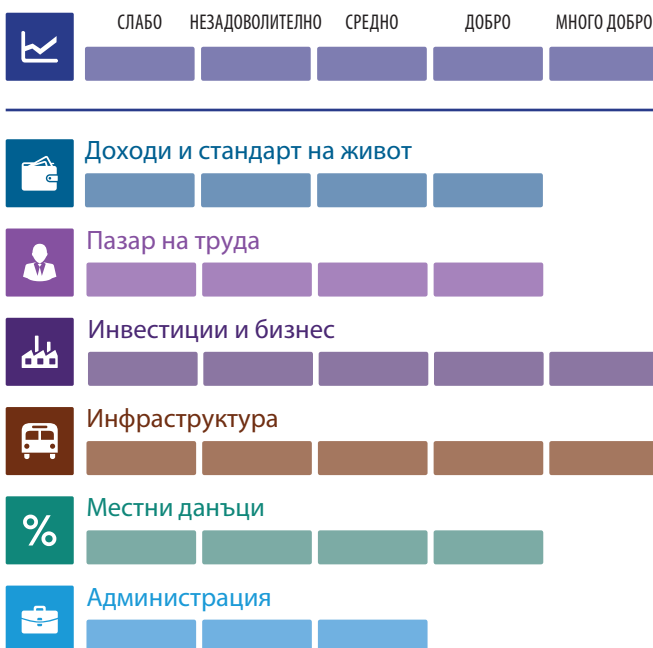 СЛАБО НЕЗАДОВОЛИТЕЛНО СРЕДНО ДОБРО МНОГО ДОБРО
Доходи и стандарт на живот
Пазар на труда
Инвестиции и бизнес
Инфраструктура
Местни данъци
%
Администрация